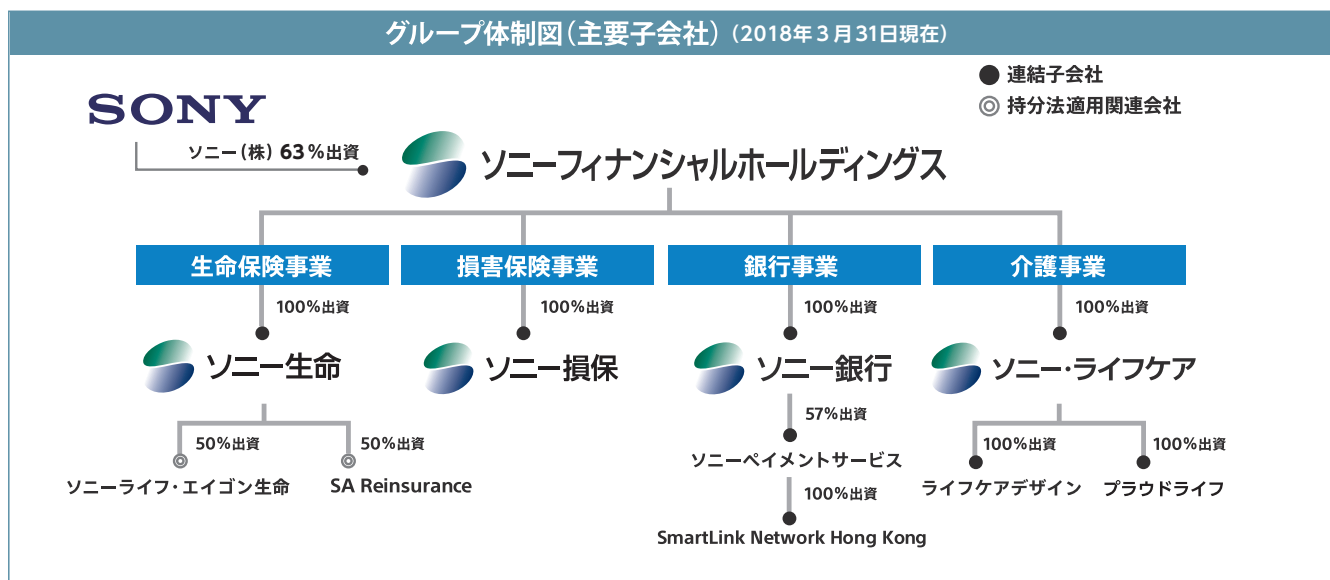 グループ体制図(主要子会社)(2018年3月31日現在)
連結子会社
持分法適用関連会社
SONY
ソニー(株)63%出資
ソニーフィナンシャルホールディングス
生命保険事業 損害保険事業 銀行事業 介護事業
100%出資 100%出資 100%出資 100%出資
ソニー生命 ソニー損保 ソニー銀行 ソニー・ライフケア
50%出資 50%出資 57%出資 100%出資 100%出資
ソニーライフ・エイゴン生命 SA Reinsurance ソニーペイメントサービス ライフケアデザイン プラウドライフ
100%出資
SmartLink Network Hong Kong